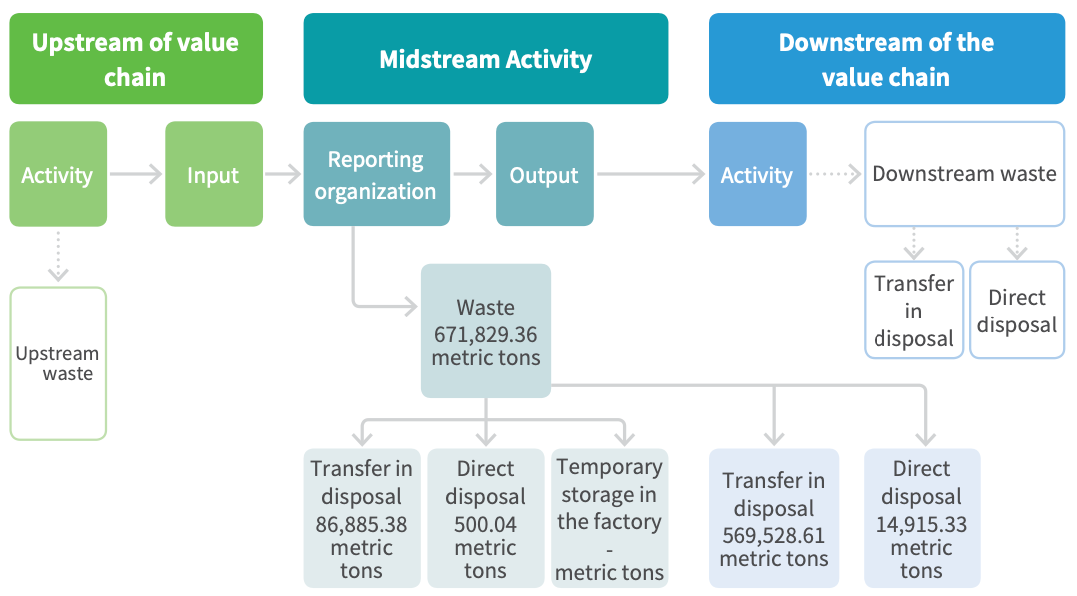 Upstream of value
chain
Midstream Activity
Downstream of the
value chain
Activity
Input
Reporting
organization
Output
Activity
Downstream waste
Upstream
waste
Waste
671,829.36
metric tons
Transfer
in
disposal
Direct
disposal
Transfer in
disposal
86,885.38
metric
tons
Direct
disposal
500.04
metric
tons
Temporary
storage in
the factory
-
metric tons
Transfer in
disposal
569,528.61
metric tons
Direct
disposal
14,915.33
metric
tons